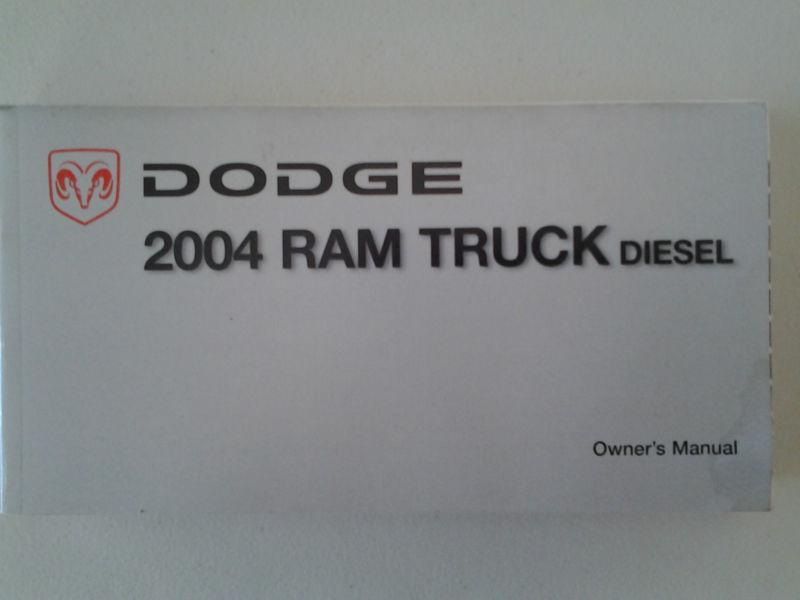 DODGE
2004 RAM TRUCK DIESEL
Owner's Manual